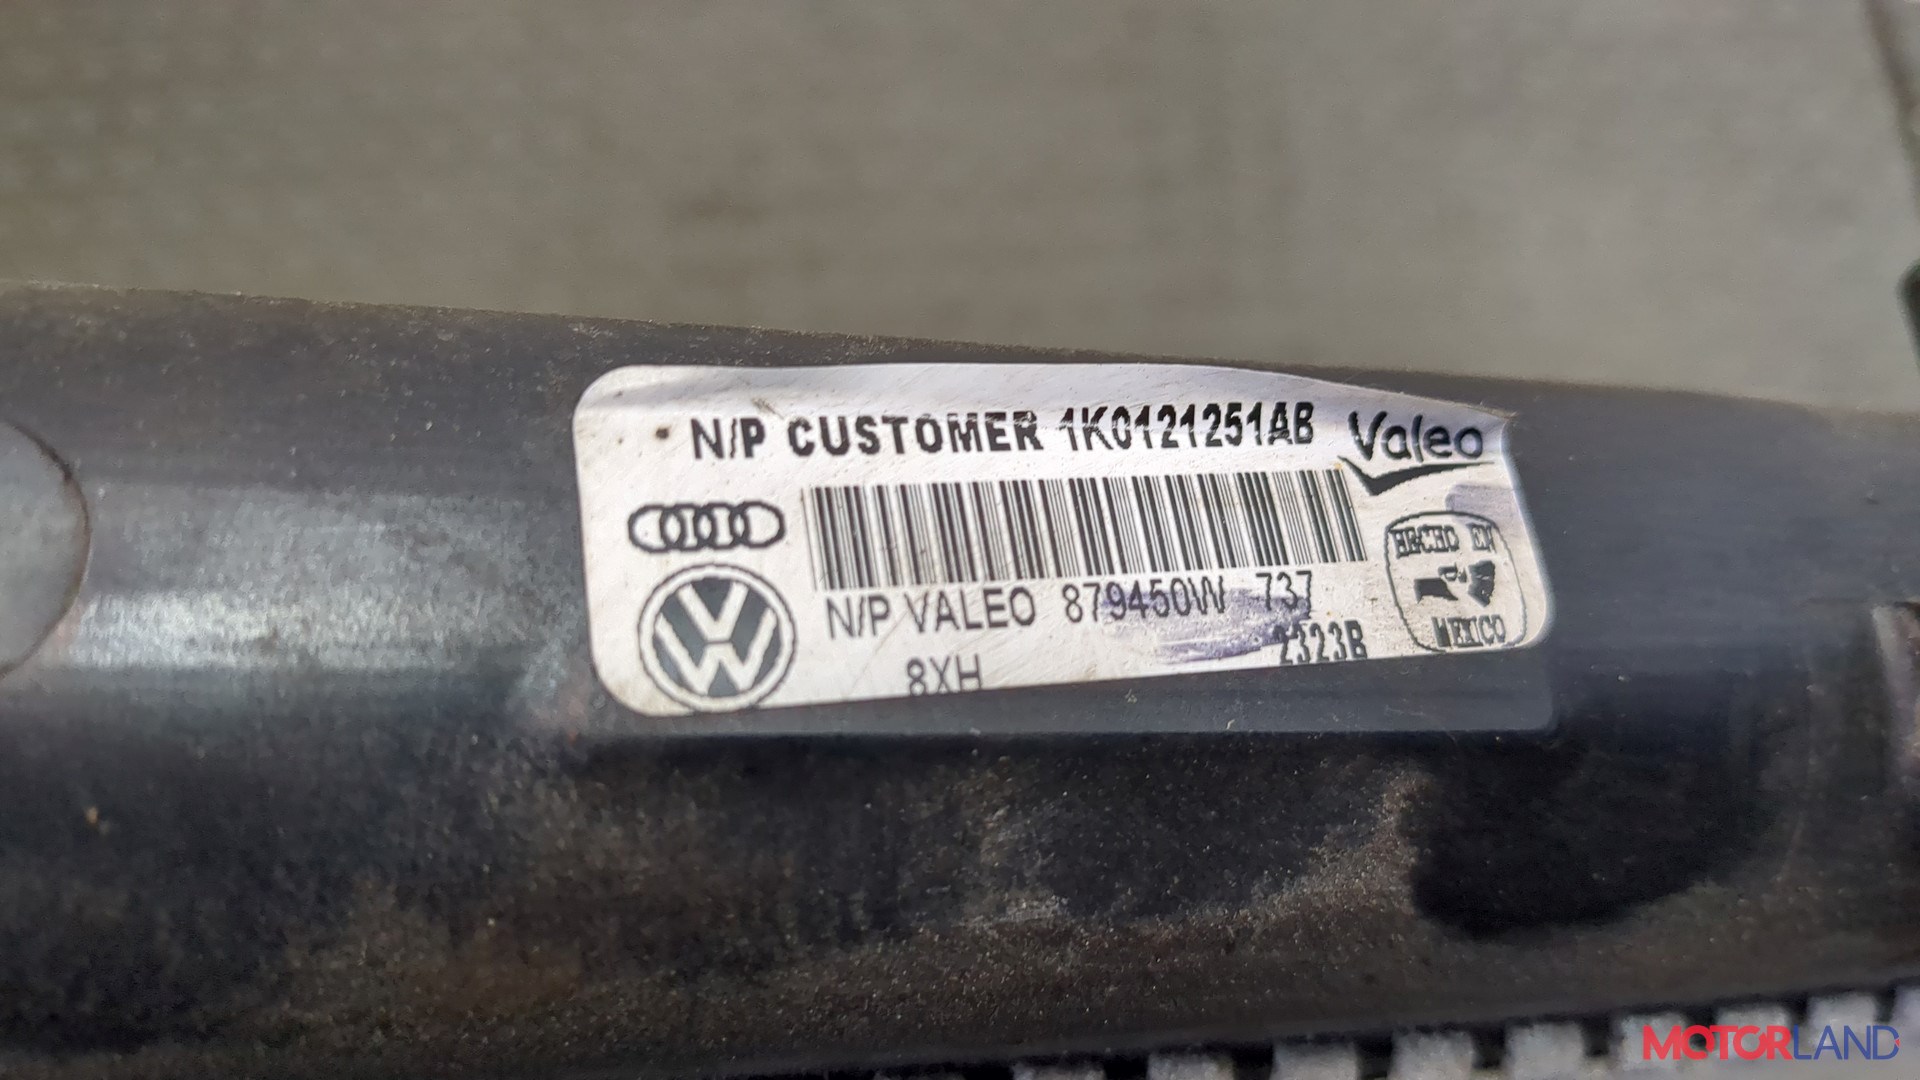 N/P CUSTOMER 1K0121251AB
Valeo
HECHO EN
MEXICO
N/P VALEO 879450W 737
2323B
8XH
MOTORLAND